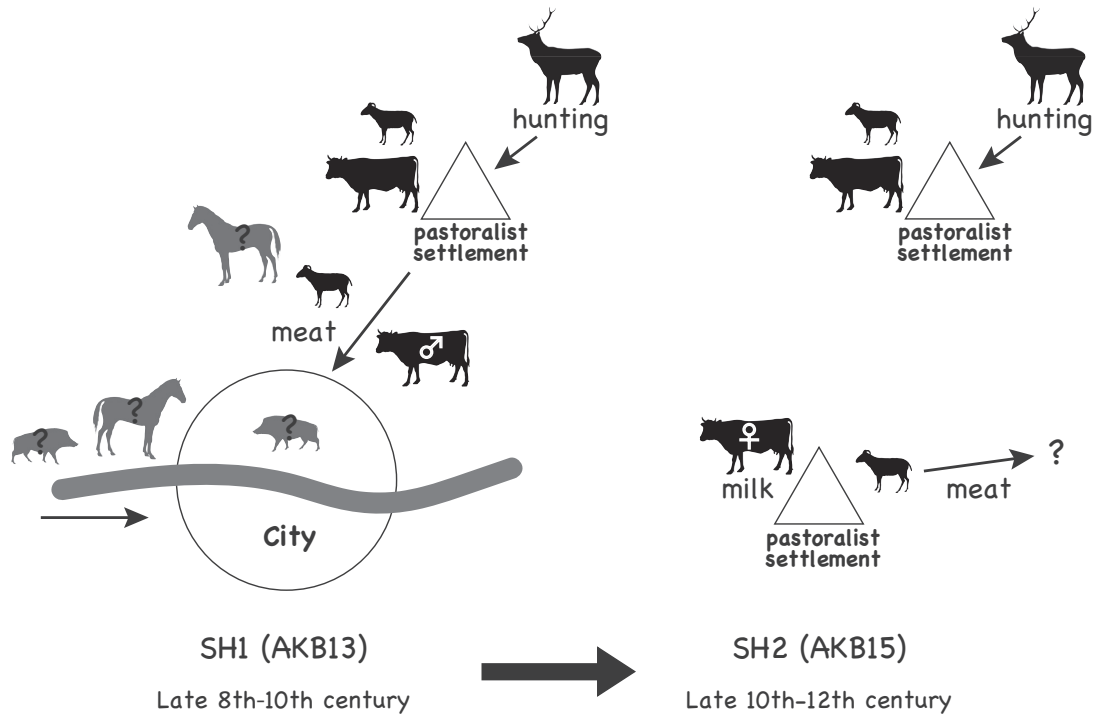 hunting
pastoralist
settlement
?
meat
♂
?
?
?
City
SH1 (AKB13)
Late 8th-10th century
hunting
pastoralist
settlement
♀
milk
meat
?
pastoralist
settlement
SH2 (AKB15)
Late 10th-12th century